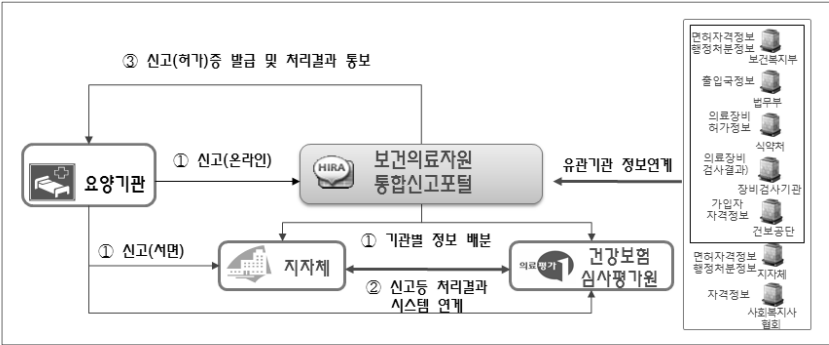 ③ 신고(허가)증 발급 및 처리결과 통보
요양기관
① 신고(온라인)
HIRA
보건의료자원
통합신고포털
유관기관 정보연계
① 신고(서면)
지자체
① 기관별 정보 배분
② 신고등 처리결과
시스템 연계
의료평가1
건강보험
심사평가원
면허자격정보
행정처분정보
보건복지부
출입국정보
법무부
의료장비
허가정보
식약처
의료장비
검사결과)
장비검사기관
가입자
자격정보
건보공단
면허자격정보
행정처분정보
지자체
자격정보
사회복지사
협회